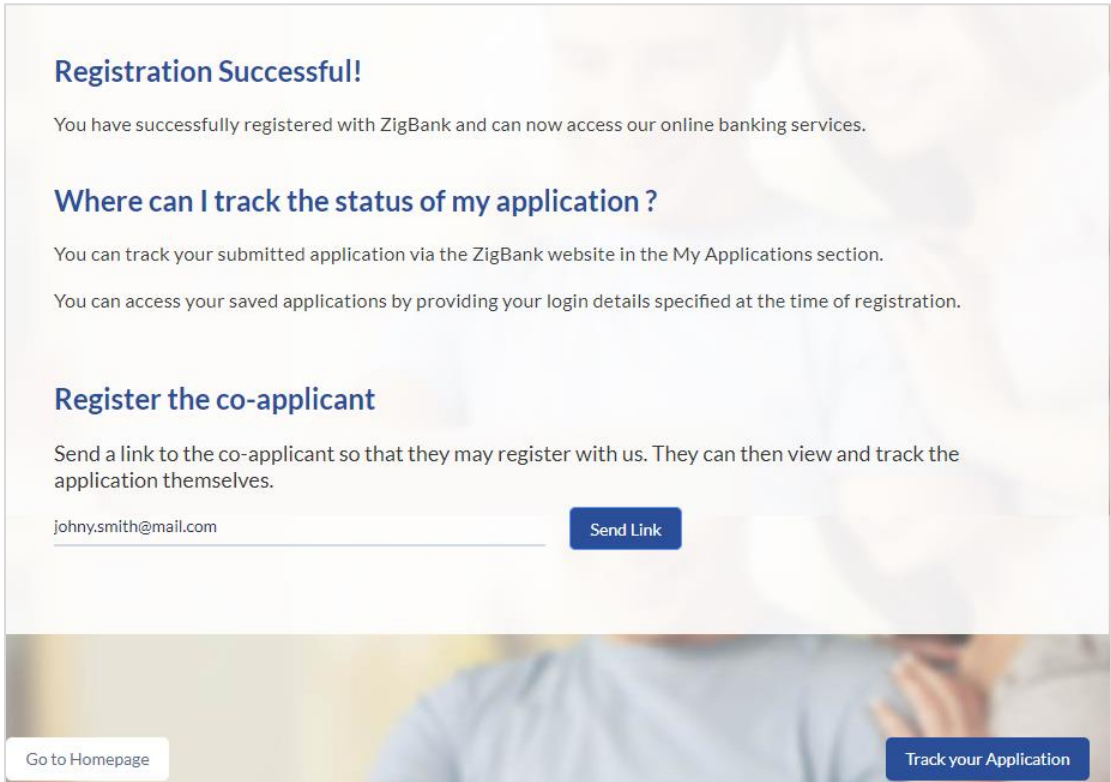 Registration Successful!
You have successfully registered with ZigBank and can now access our online banking services.
Where can I track the status of my application ?
You can track your submitted application via the ZigBank website in the My Applications section.
You can access your saved applications by providing your login details specified at the time of registration.
Register the co-applicant
Send a link to the co-applicant so that they may register with us. They can then view and track the
application themselves.
johny.smith@mail.com
Send Link
Go to Homepage
Track your Application